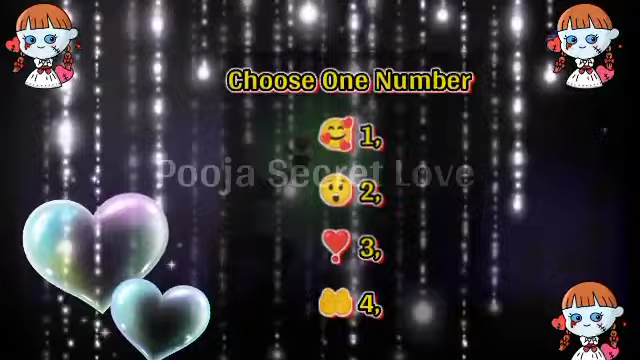 Choose One Number
🥰 1,
Pooja Secret Love
😲 2,
❣️ 3,
🤲 4,